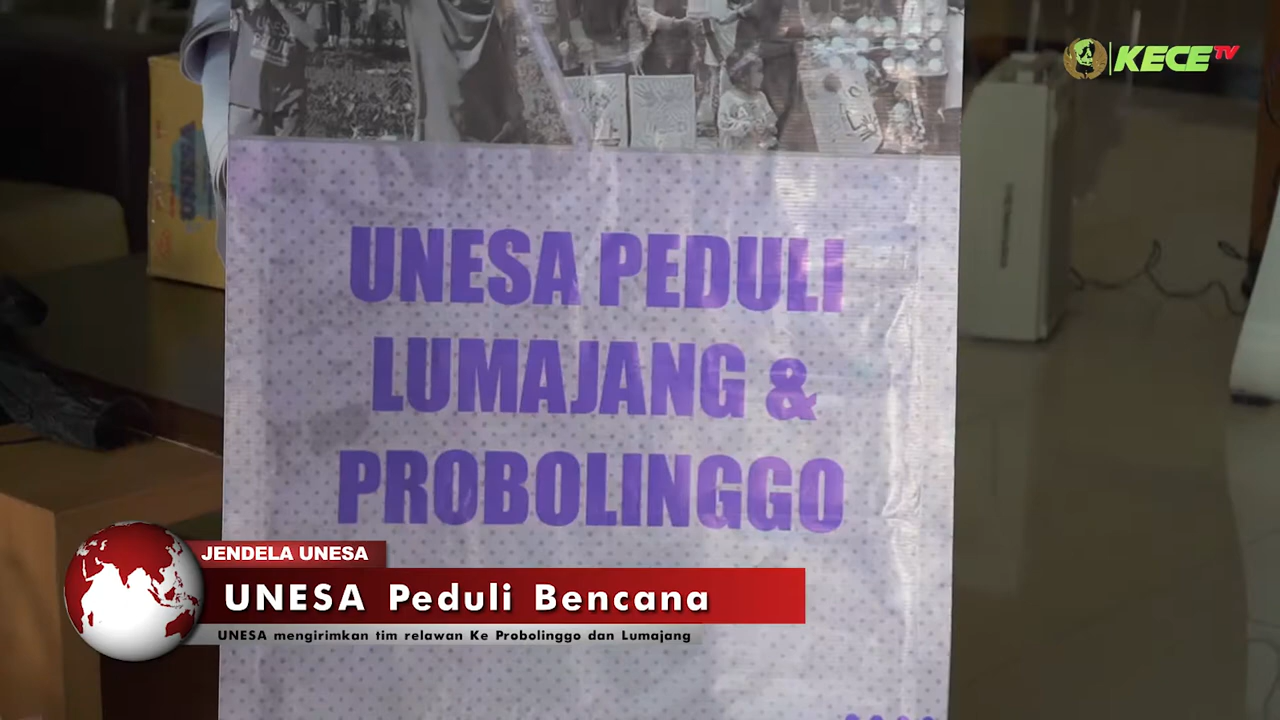 KECE TV
UNESA PEDULI
LUMAJANG &
PROBOLINGGO
JENDELA UNESA
UNESA Peduli Bencana
UNESA mengirimkan tim relawan Ke Probolinggo dan Lumajang